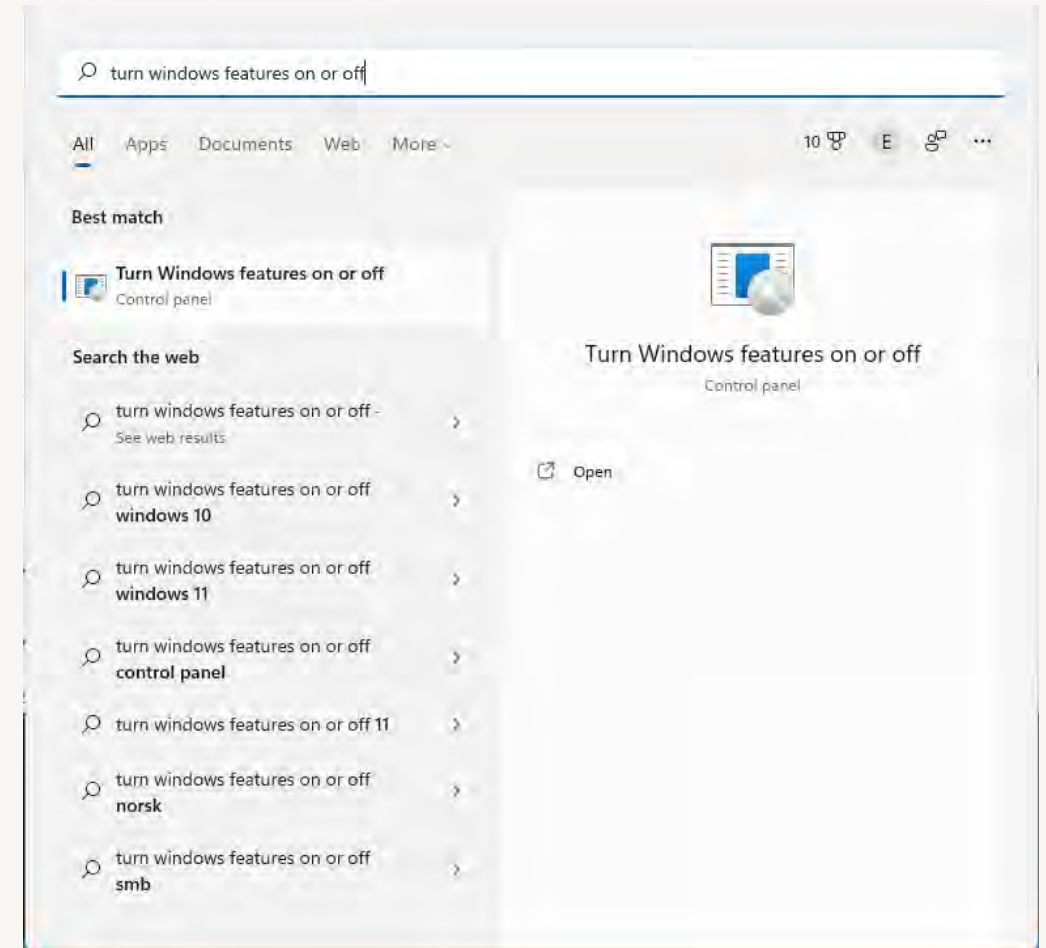 turn windows features on or off
All Apps Documents Web More
10 E ...
Best match
Turn Windows features on or off
Control panel
Search the web
turn windows features on or off -
See web results
turn windows features on or off
windows 10
turn windows features on or off
windows 11
turn windows features on or off
control panel
turn windows features on or off 11
turn windows features on or off
norsk
turn windows features on or off
smb
Turn Windows features on or off
Control panel
Open